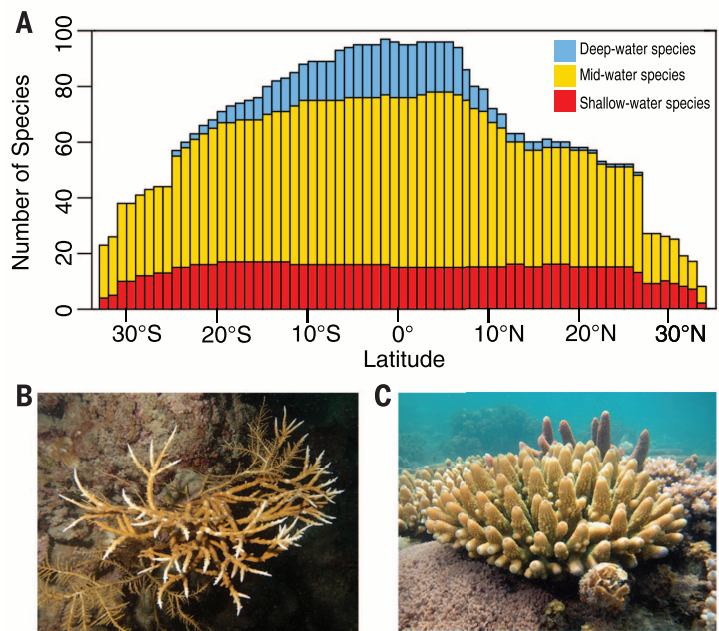 A
Number of Species
100
80
60
40
20
0
Deep-water species
Mid-water species
Shallow-water species
30°S 20°S 10°S 0° 10°N 20°N 30°N
Latitude
B
C